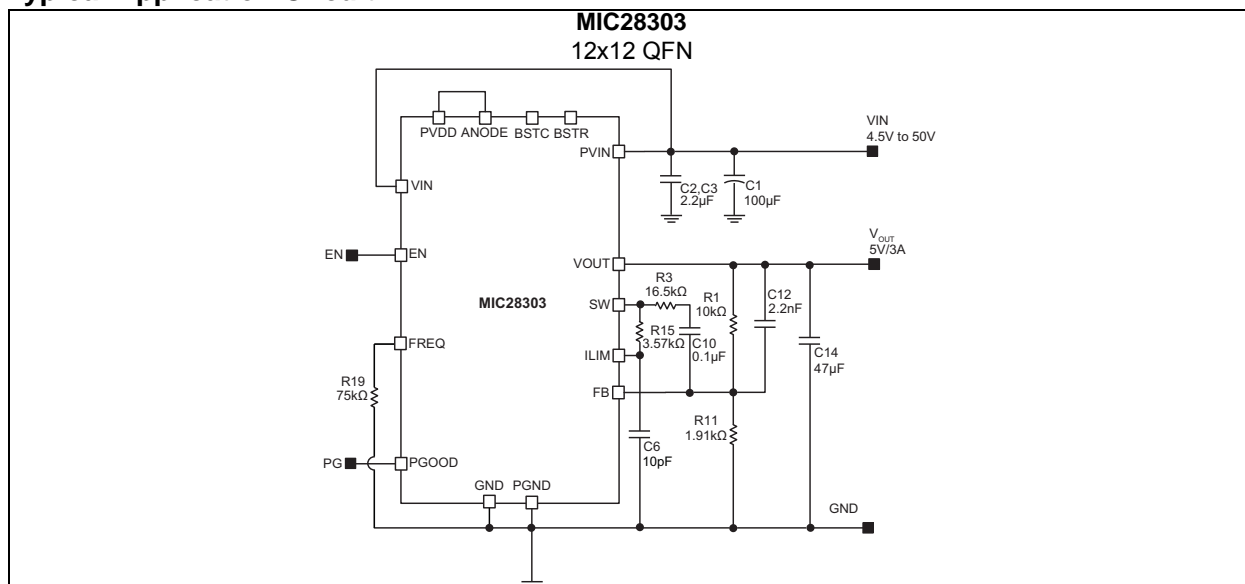 MIC28303
12x12 QFN
PVDD ANODE BSTC BSTR
PVIN
VIN
4.5V to 50V
VIN
C2,C3
2.2µF
C1
100µF
EN
EN
VOUT
VOUT
5V/3A
R3
16.5kΩ
R1
10kΩ
C12
2.2nF
SW
MIC28303
R15
3.57kΩ
C10
0.1µF
FREQ
ILIM
C14
47µF
R19
75kΩ
FB
R11
1.91kΩ
C6
10pF
PG
PGOOD
GND PGND
GND